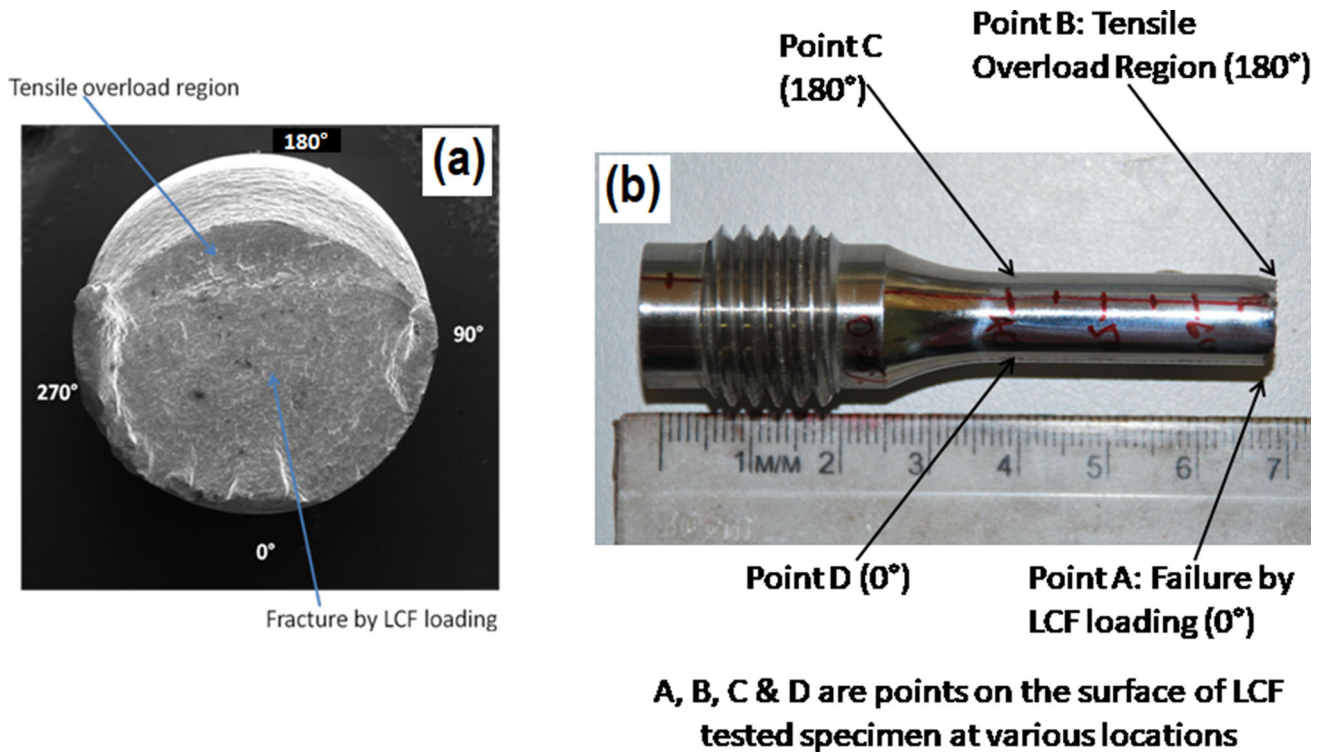 Tensile overload region
180°
(a)
90°
270°
0°
Fracture by LCF loading
Point C
(180°)
Point B: Tensile
Overload Region (180°)
(b)
1 M/M 2 3 4 5 6 7
Point D (0°)
Point A: Failure by
LCF loading (0°)
A, B, C & D are points on the surface of LCF
tested specimen at various locations